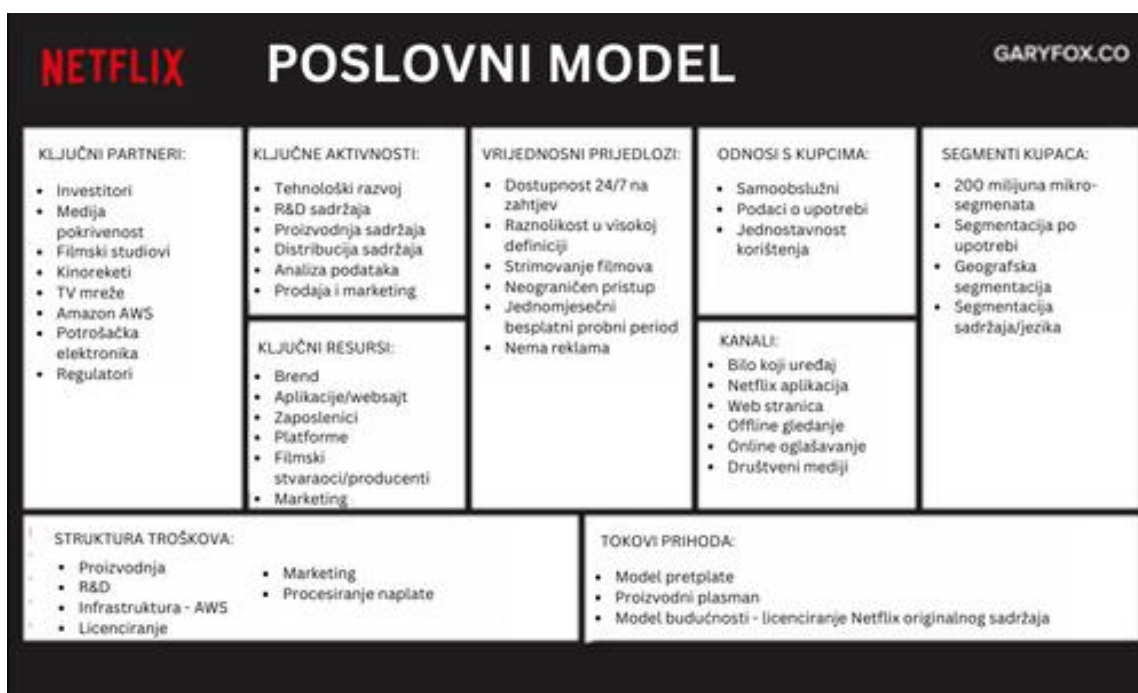 NETFLIX
POSLOVNI MODEL
GARYFOX.CO
KLJUČNI PARTNERI:
• Investitori
• Medija
pokrivenost
• Filmski studiovi
• Kinoreketi
• TV mreže
• Amazon AWS
• Potrošačka
elektronika
• Regulatori
KLJUČNE AKTIVNOSTI:
• Tehnološki razvoj
• R&D sadržaja
• Proizvodnja sadržaja
• Distribucija sadržaja
• Analiza podataka
• Prodaja i marketing
KLJUČNI RESURSI:
• Brend
• Aplikacije/websajt
• Zaposlenici
• Platforme
• Filmski
stvaraoci/producenti
• Marketing
VRIJEDNOSNI PRIJEDLOZI:
• Dostupnost 24/7 na
zahtjev
• Raznolikost u visokoj
definiciji
• Strimovanje filmova
• Neograničen pristup
• Jednomjesečni
besplatni probni period
• Nema reklama
ODNOSI S KUPCIMA:
• Samoobslužni
• Podaci o upotrebi
• Jednostavnost
korištenja
KANALI:
• Bilo koji uređaj
• Netflix aplikacija
• Web stranica
• Offline gledanje
• Online oglašavanje
• Društveni mediji
SEGMENTI KUPACA:
• 200 milijuna mikro-
segmenata
• Segmentacija po
upotrebi
• Geografska
segmentacija
• Segmentacija
sadržaja/jezika
STRUKTURA TROŠKOVA:
• Proizvodnja
• R&D
• Infrastruktura - AWS
• Licenciranje
• Marketing
• Procesiranje naplate
TOKOVI PRIHODA:
• Model pretplate
• Proizvodni plasman
• Model budućnosti - licenciranje Netflix originalnog sadržaja